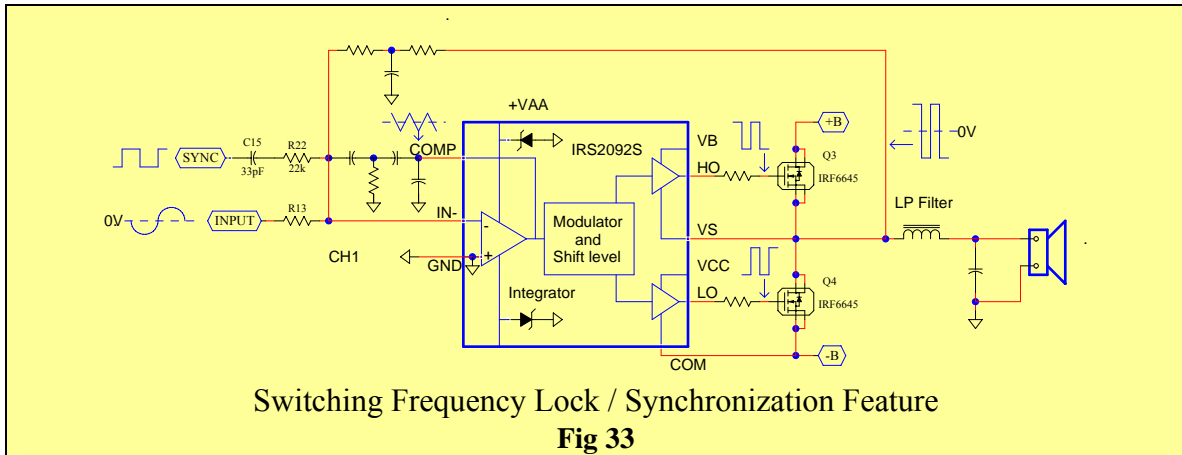 +VAA
0V
+B
C15
R22
COMP
IRS2092S
VB
Q3
SYNC
HO
IRF6645
33pF
22k
R13
IN-
LP Filter
0V
INPUT
-
Modulator
and
Shift level
VS
CH1
+
GND
VCC
Q4
LO
IRF6645
Integrator
COM
-B
Switching Frequency Lock / Synchronization Feature
Fig 33